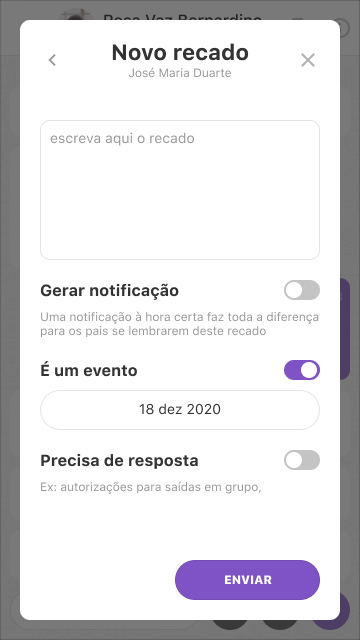 Novo recado
José Maria Duarte
escreva aqui o recado
Gerar notificação
Uma notificação à hora certa faz toda a diferença
para os pais se lembrarem deste recado
É um evento
18 dez 2020
Precisa de resposta
Ex: autorizações para saídas em grupo,
ENVIAR